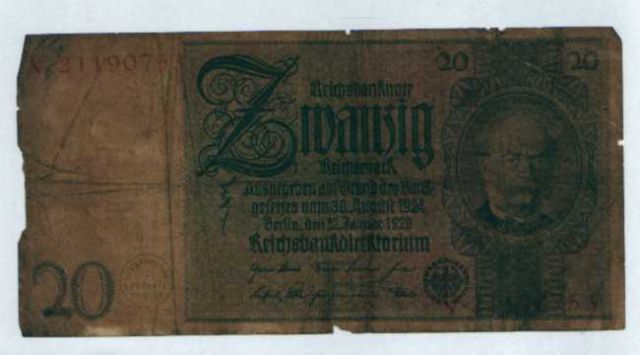 20 20
Reichsbanknote
Zwanzig
Reichsmark
Ausgegeben auf Grund des Bank-
gesetzes vom 30. August 1924
Berlin, den 22. Januar 1929
Reichsbankdirektorium
20